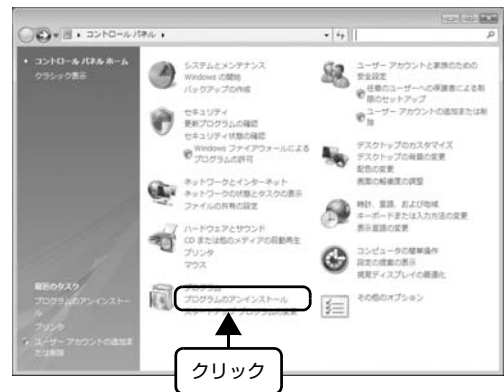 コントロール パネル
コントロール パネル ホーム
クラシック表示
システムとメンテナンス
Windows の開始
バックアップの作成
セキュリティ
更新プログラムの確認
セキュリティ状態の確認
Windows ファイアウォールによる
プログラムの許可
ネットワークとインターネット
ネットワークの状態とタスクの表示
ファイルの共有の設定
ハードウェアとサウンド
CD または他のメディアの自動再生
プリンタ
マウス
プログラム
プログラムのアンインストール
スタートアップ プログラムの変更
ユーザー アカウントと家族のための
安全設定
任意のユーザーへの保護者による制
限のセットアップ
ユーザー アカウントの追加または削
除
デスクトップのカスタマイズ
デスクトップの背景の変更
配色の変更
画面の解像度の調整
時計、言語、および地域
キーボードまたは入力方法の変更
表示言語の変更
コンピュータの簡単操作
設定の提案の表示
視覚ディスプレイの最適化
その他のオプション
最近のタスク
プログラムのアンインストー
ル
プリンタ
ユーザー アカウントの追加ま
たは削除
クリック